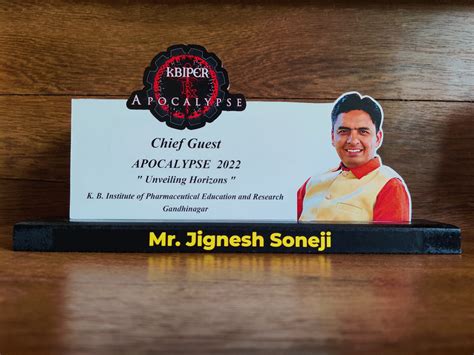 KBIPER
APOCALYPSE
Chief Guest
APOCALYPSE 2022
" Unveiling Horizons "
K. B. Institute of Pharmaceutical Education and Research
Gandhinagar
Mr. Jignesh Soneji